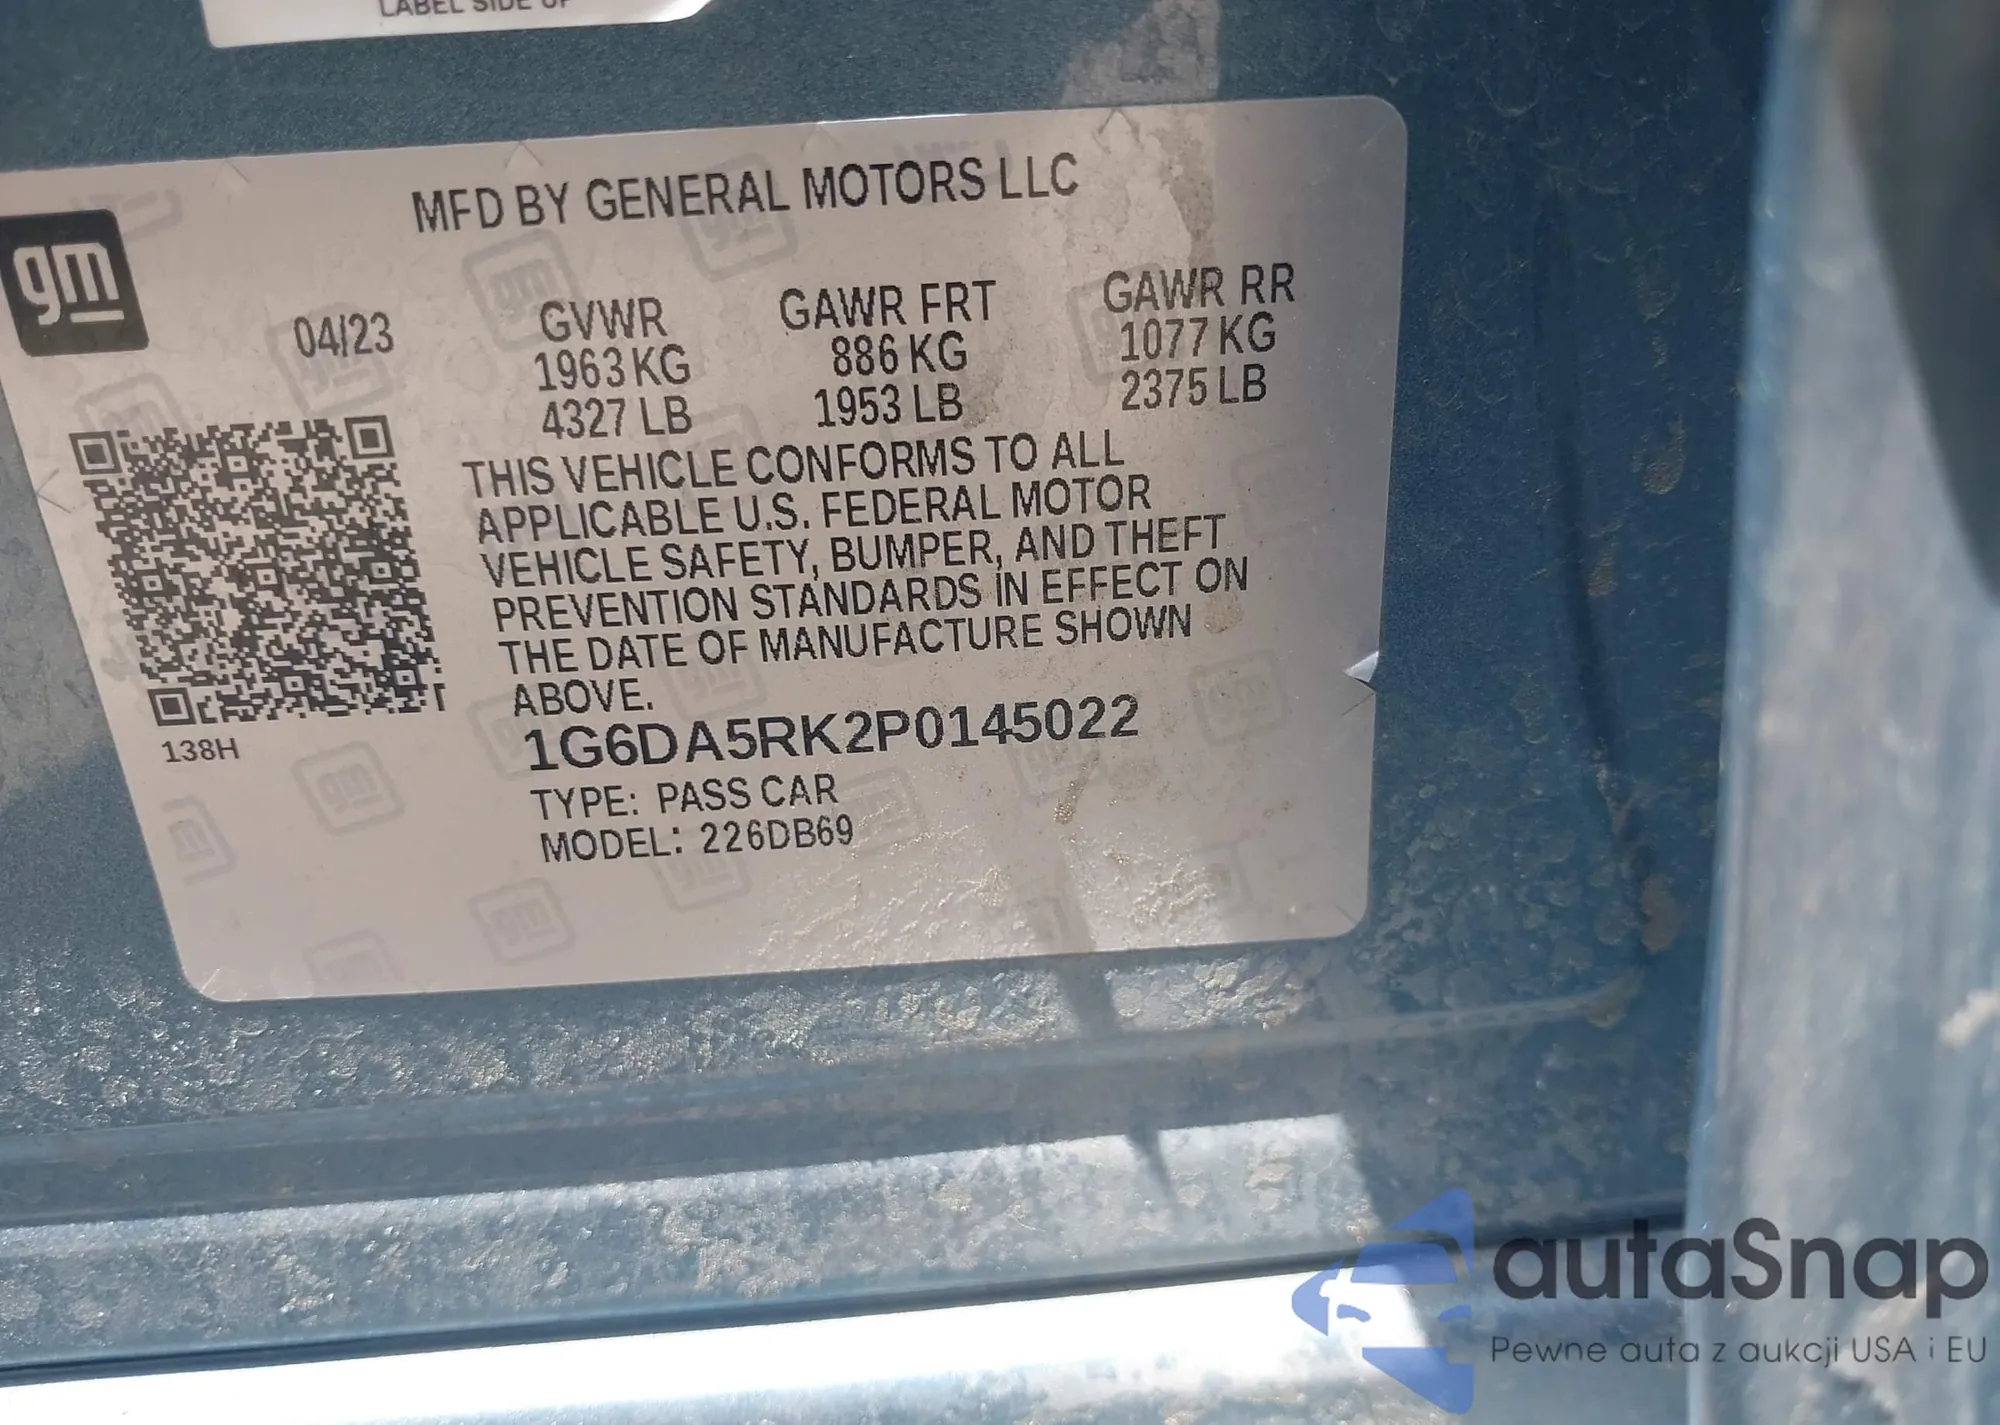 LABEL SIDE UP
MFD BY GENERAL MOTORS LLC
gm
04/23
GVWR
1963 KG
4327 LB
GAWR FRT
886 KG
1953 LB
GAWR RR
1077 KG
2375 LB
THIS VEHICLE CONFORMS TO ALL
APPLICABLE U.S. FEDERAL MOTOR
VEHICLE SAFETY, BUMPER, AND THEFT
PREVENTION STANDARDS IN EFFECT ON
THE DATE OF MANUFACTURE SHOWN
ABOVE.
138H
1G6DA5RK2P0145022
TYPE: PASS CAR
MODEL: 226DB69
autaSnap
Pewne auta z aukcji USA i EU